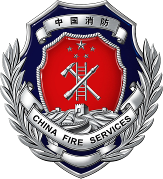 中国消防
CHINA FIRE SERVICES